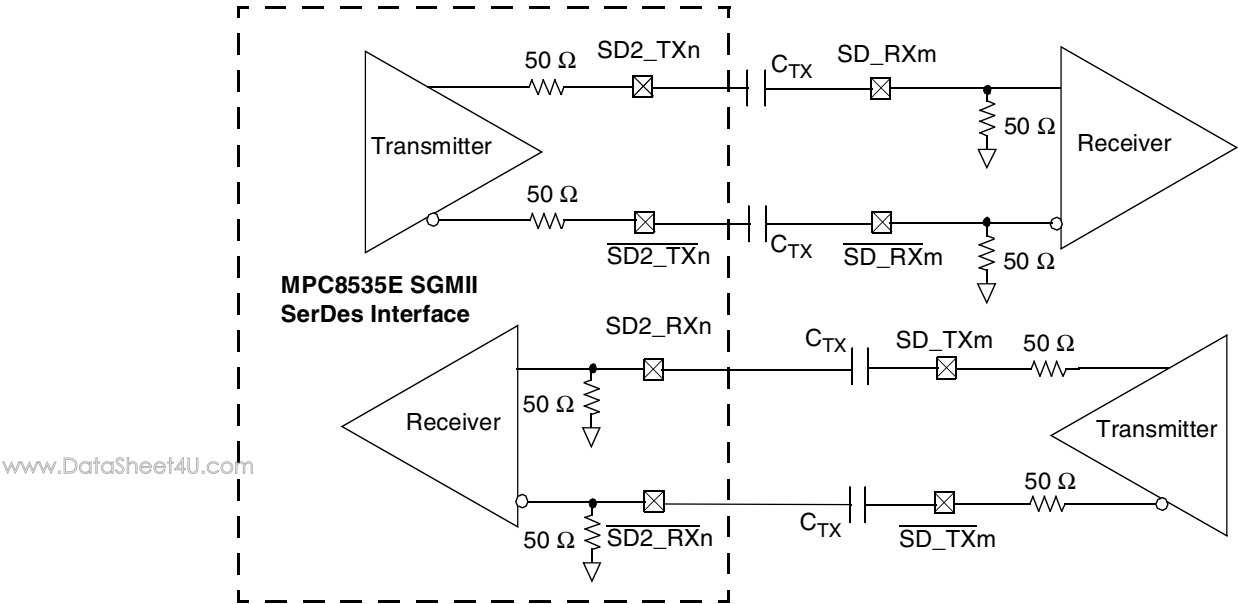 50 Ω
SD2_TXn
C_TX
SD_RXm
Transmitter
50 Ω
Receiver
50 Ω
SD2_TXn
C_TX
SD_RXm
50 Ω
MPC8535E SGMII
SerDes Interface
SD2_RXn
C_TX
SD_TXm
50 Ω
50 Ω
Receiver
Transmitter
www.DataSheet4U.com
50 Ω
50 Ω
SD2_RXn
C_TX
SD_TXm